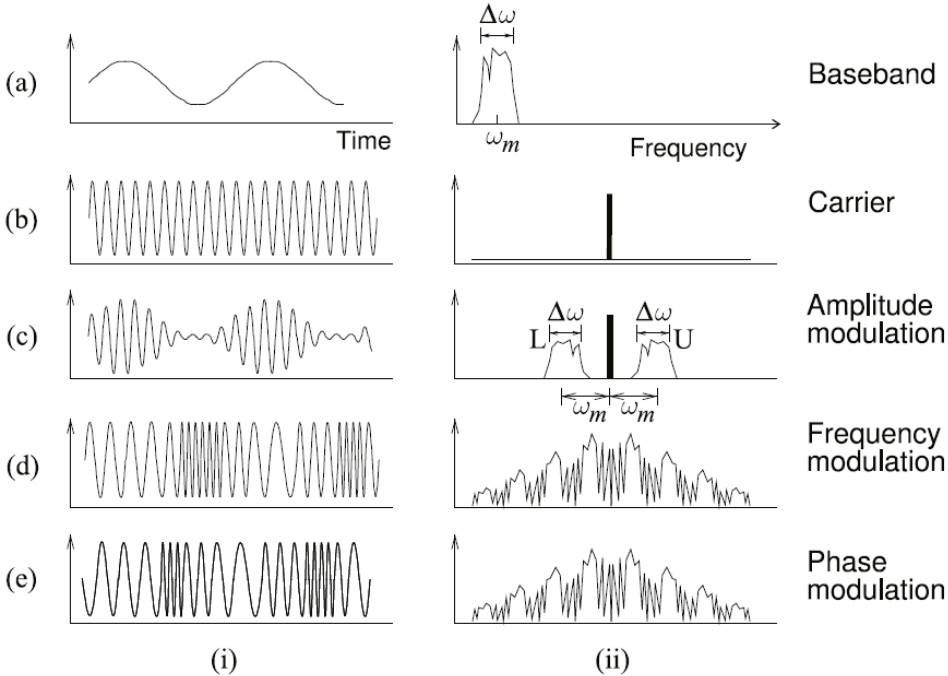 Δω
(a)
Baseband
Time
ω_m
Frequency
(b)
Carrier
(c)
L
Δω
Δω
U
Amplitude
modulation
ω_m
ω_m
(d)
Frequency
modulation
(e)
Phase
modulation
(i)
(ii)